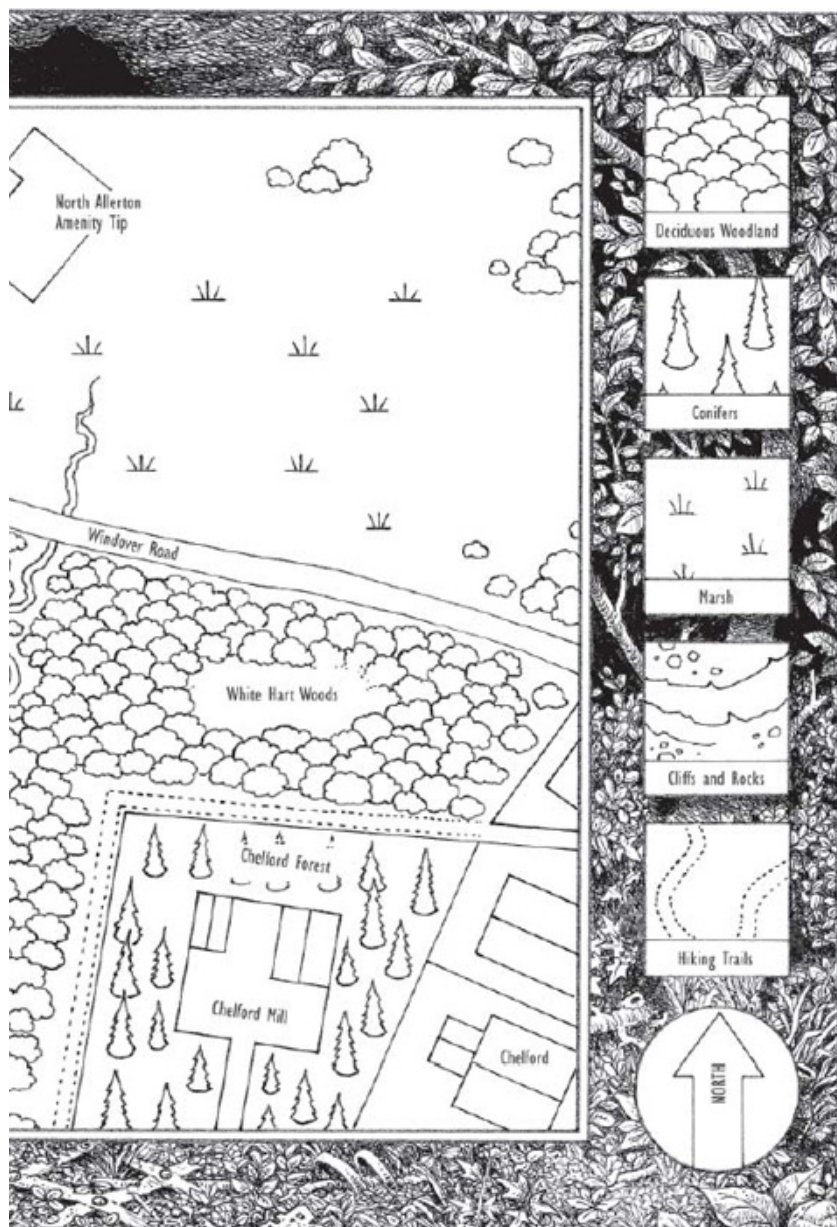 North Allerton
Amenity Tip
Windover Road
White Hart Woods
Chelford Forest
Chelford Mill
Chelford
Deciduous Woodland
Conifers
Marsh
Cliffs and Rocks
Hiking Trails
NORTH